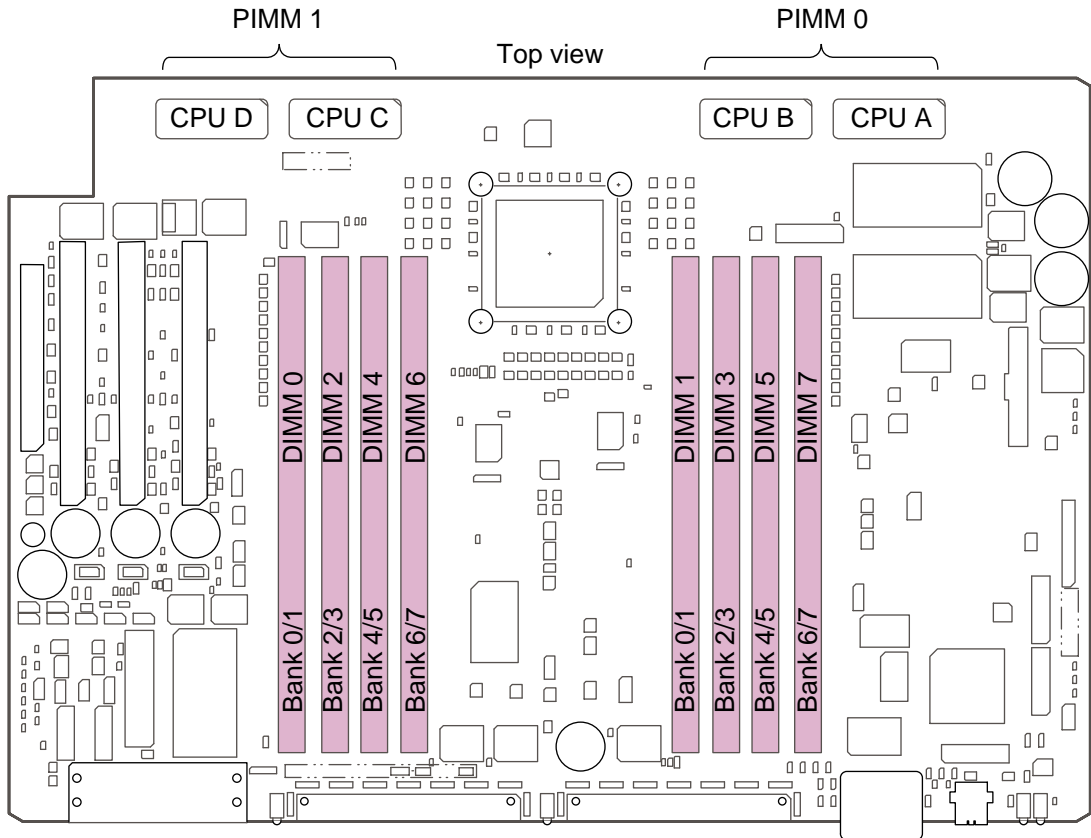 PIMM 1
PIMM 0
Top view
CPU D
CPU C
CPU B
CPU A
DIMM 0
DIMM 2
DIMM 4
DIMM 6
DIMM 1
DIMM 3
DIMM 5
DIMM 7
Bank 0/1
Bank 2/3
Bank 4/5
Bank 6/7
Bank 0/1
Bank 2/3
Bank 4/5
Bank 6/7